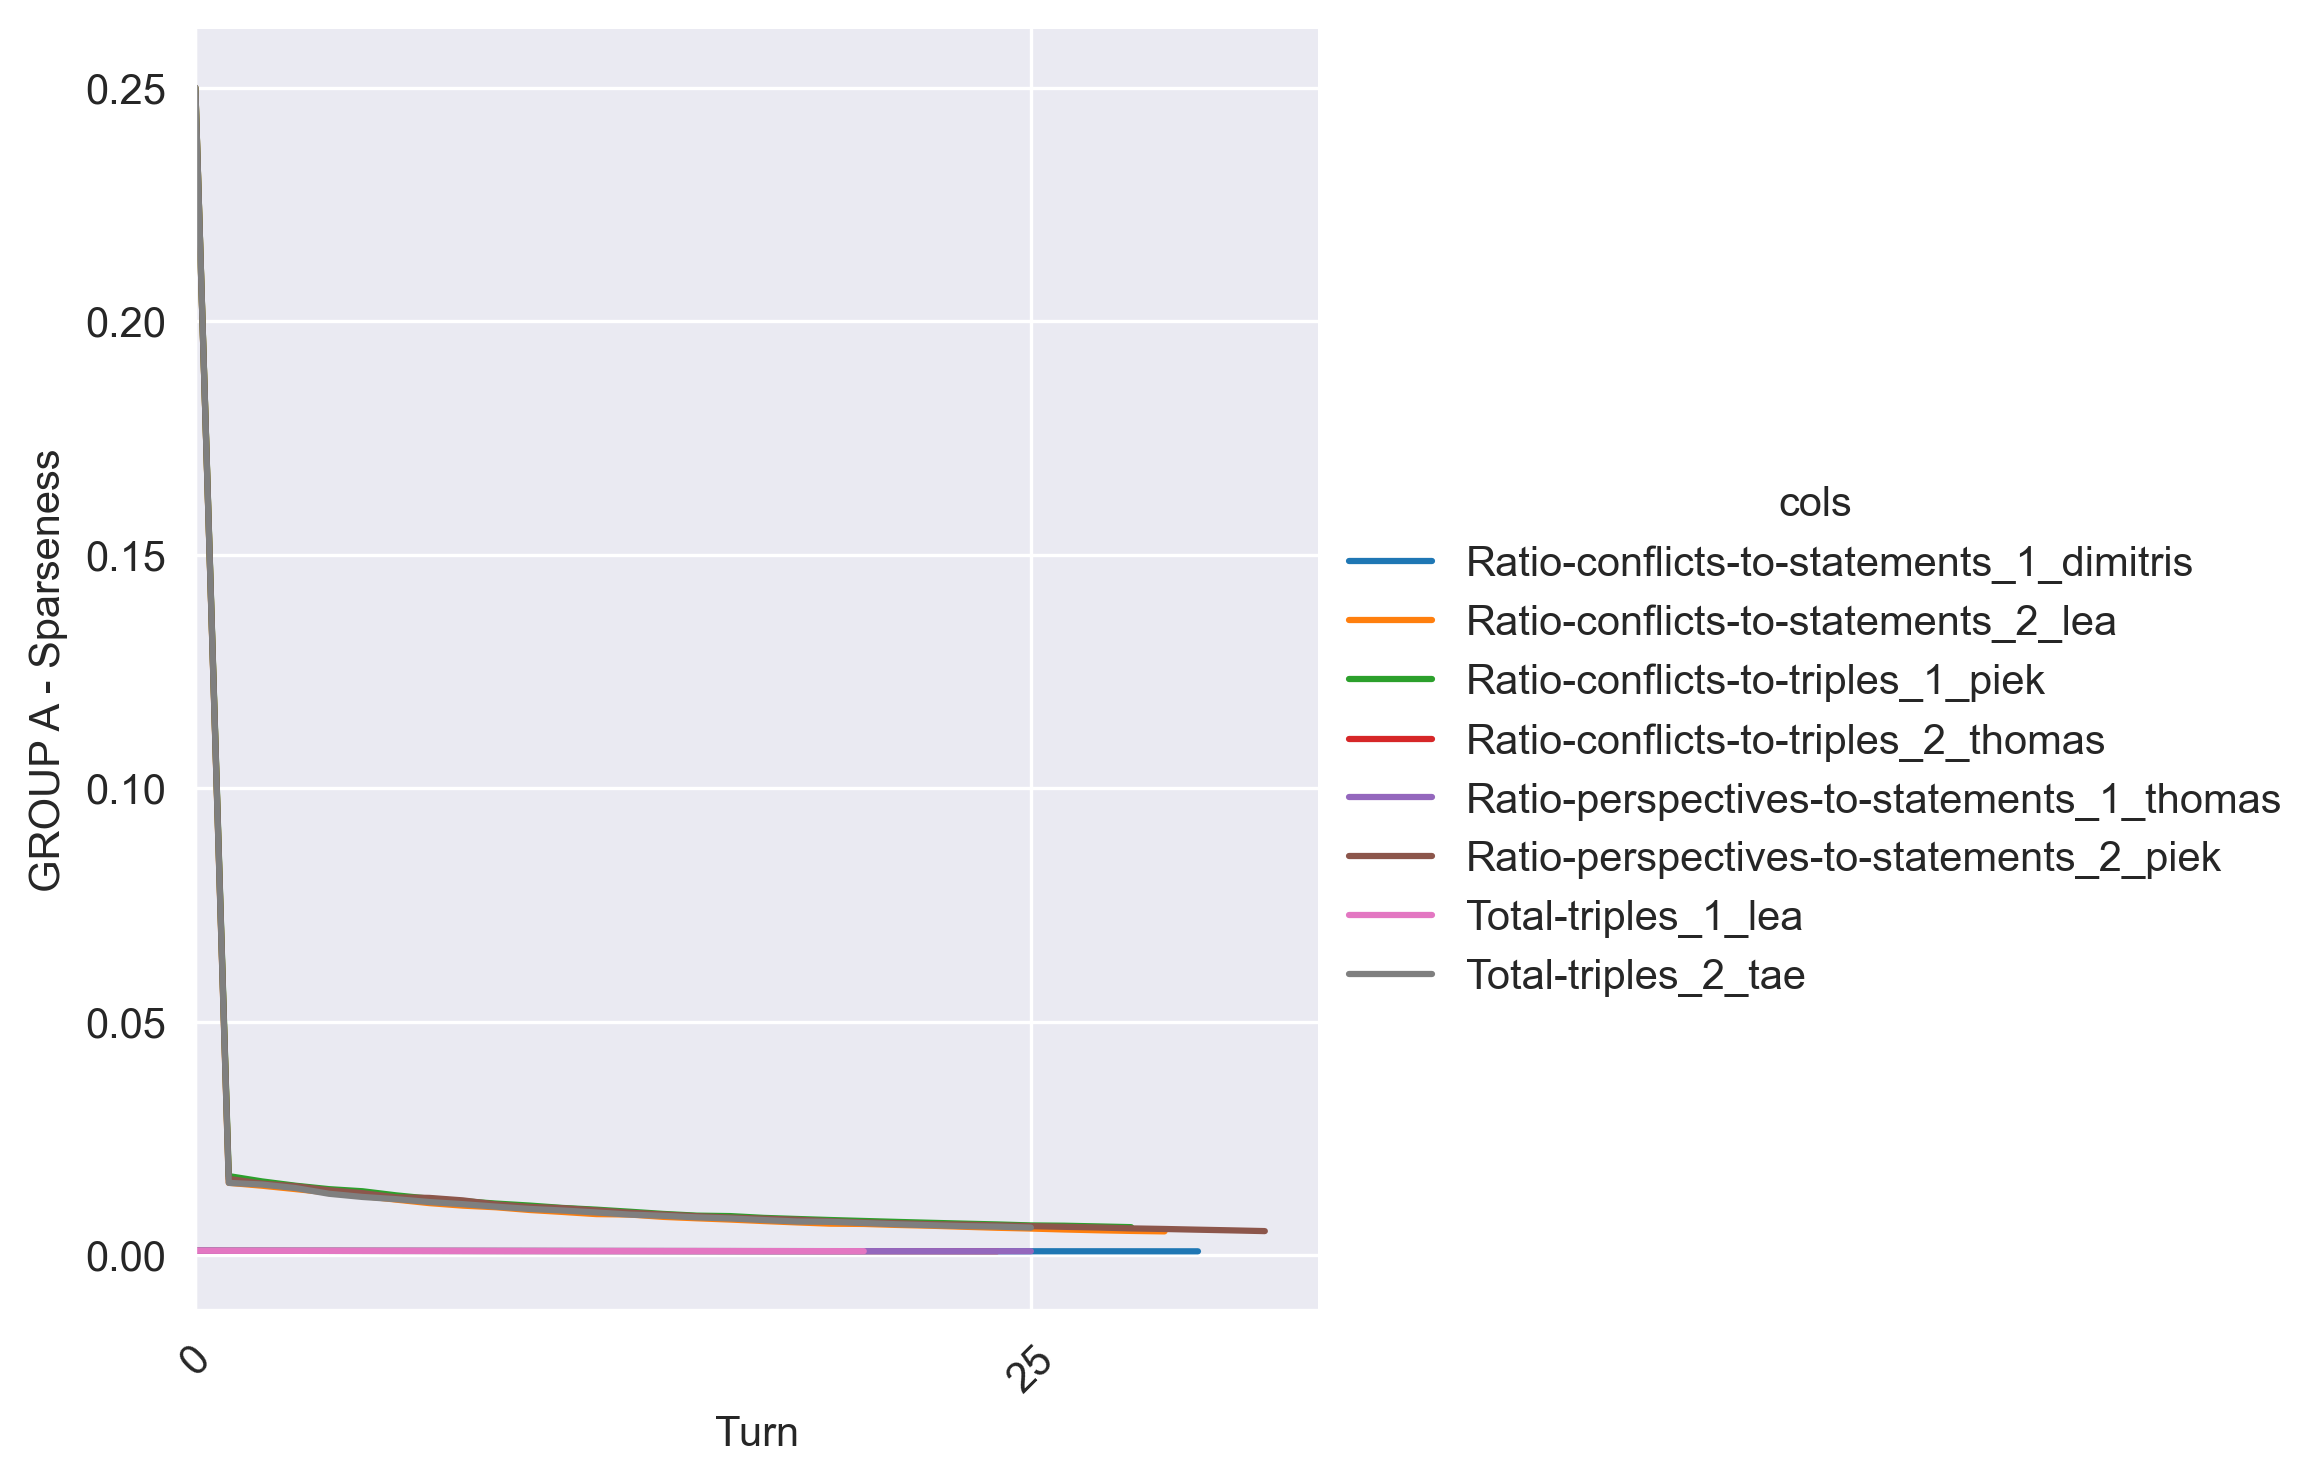 GROUP A - Sparseness
0.25
0.20
0.15
0.10
0.05
0.00
0
25
Turn
cols
Ratio-conflicts-to-statements_1_dimitris
Ratio-conflicts-to-statements_2_lea
Ratio-conflicts-to-triples_1_piek
Ratio-conflicts-to-triples_2_thomas
Ratio-perspectives-to-statements_1_thomas
Ratio-perspectives-to-statements_2_piek
Total-triples_1_lea
Total-triples_2_tae